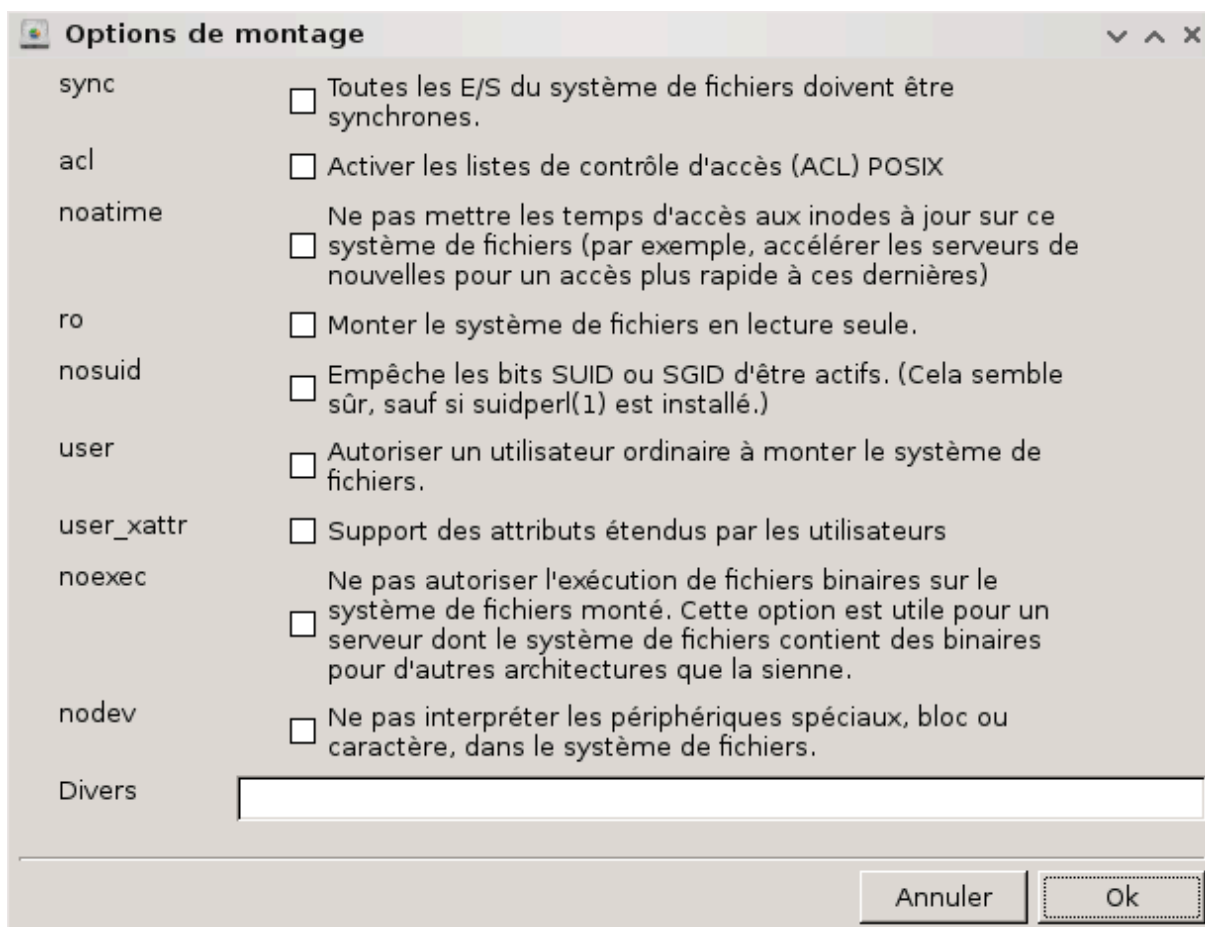 Options de montage
sync
Toutes les E/S du système de fichiers doivent être
synchrones.
acl
Activer les listes de contrôle d'accès (ACL) POSIX
noatime
Ne pas mettre les temps d'accès aux inodes à jour sur ce
système de fichiers (par exemple, accélérer les serveurs de
nouvelles pour un accès plus rapide à ces dernières)
ro
Monter le système de fichiers en lecture seule.
nosuid
Empêche les bits SUID ou SGID d'être actifs. (Cela semble
sûr, sauf si suidperl(1) est installé.)
user
Autoriser un utilisateur ordinaire à monter le système de
fichiers.
user_xattr
Support des attributs étendus par les utilisateurs
noexec
Ne pas autoriser l'exécution de fichiers binaires sur le
système de fichiers monté. Cette option est utile pour un
serveur dont le système de fichiers contient des binaires
pour d'autres architectures que la sienne.
nodev
Ne pas interpréter les périphériques spéciaux, bloc ou
caractère, dans le système de fichiers.
Divers
Annuler
Ok